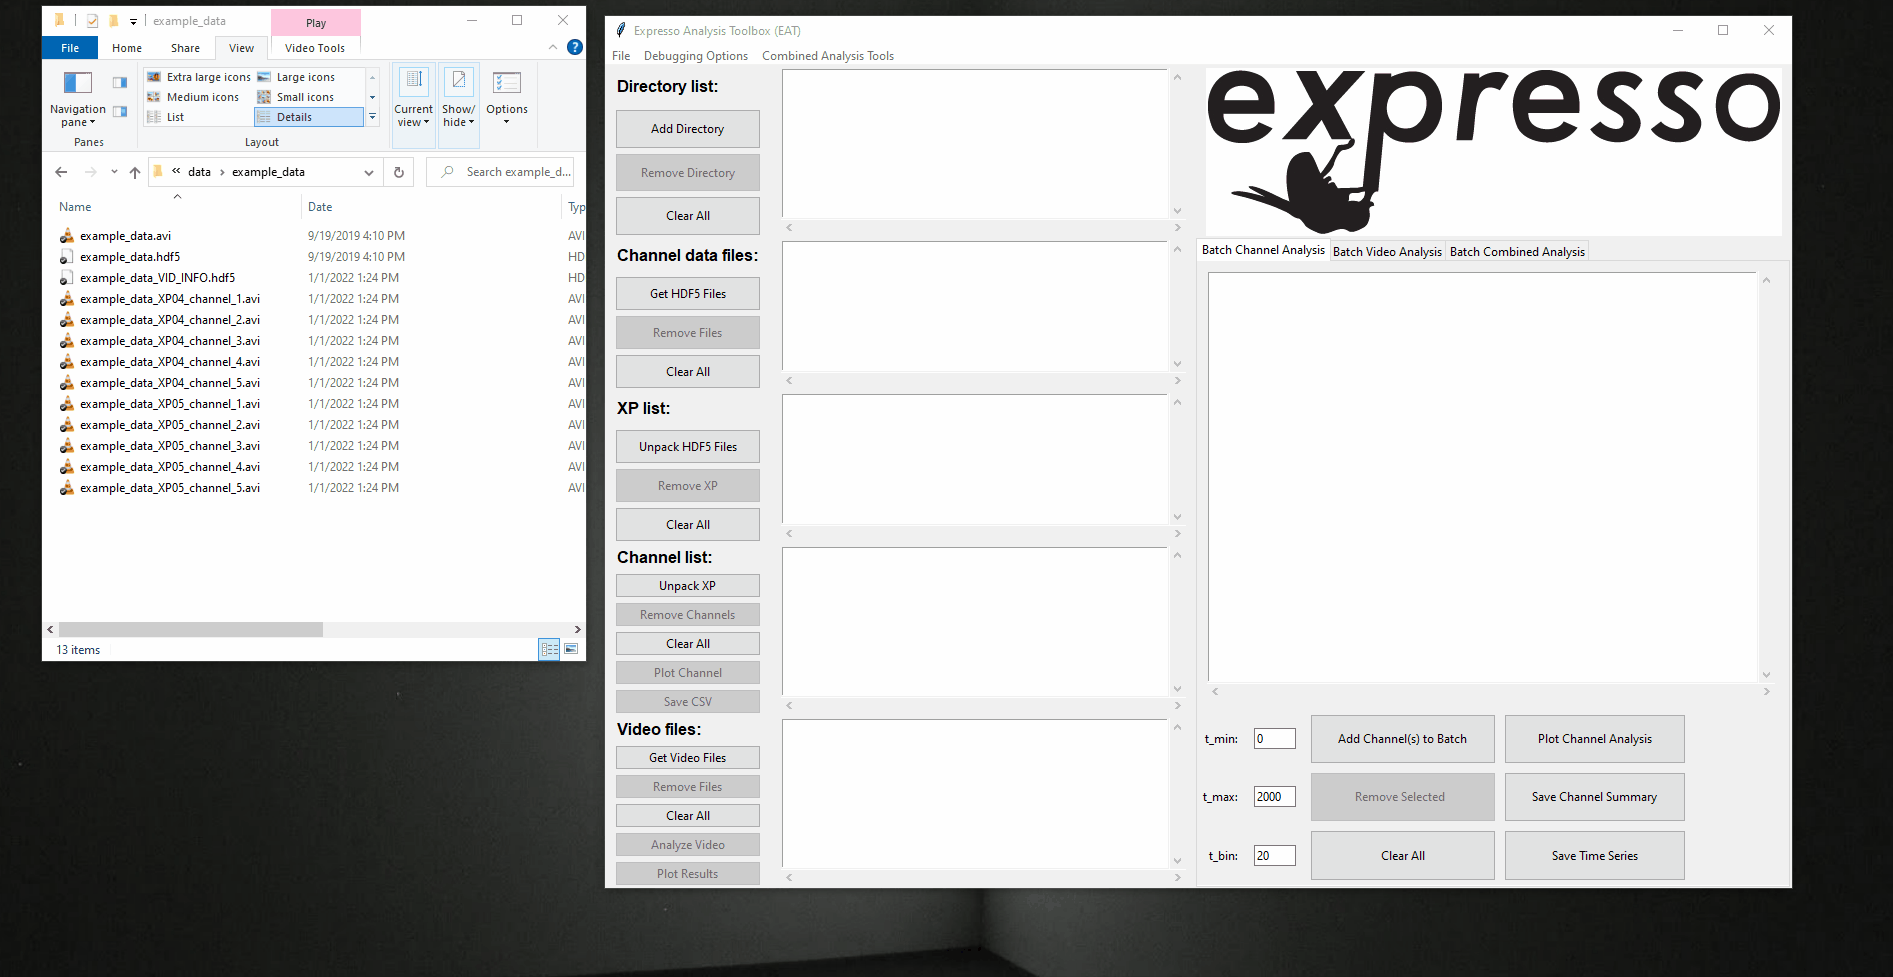 example_data
Play
File
Home
Share
View
Video Tools
Navigation pane
Extra large icons
Large icons
Medium icons
Small icons
List
Details
Current view
Show/hide
Options
Panes
Layout
« data › example_data
Search example_d...
Name
Date
Typ
example_data.avi 9/19/2019 4:10 PM AVI
example_data.hdf5 9/19/2019 4:10 PM HD
example_data_VID_INFO.hdf5 1/1/2022 1:24 PM HD
example_data_XP04_channel_1.avi 1/1/2022 1:24 PM AVI
example_data_XP04_channel_2.avi 1/1/2022 1:24 PM AVI
example_data_XP04_channel_3.avi 1/1/2022 1:24 PM AVI
example_data_XP04_channel_4.avi 1/1/2022 1:24 PM AVI
example_data_XP04_channel_5.avi 1/1/2022 1:24 PM AVI
example_data_XP05_channel_1.avi 1/1/2022 1:24 PM AVI
example_data_XP05_channel_2.avi 1/1/2022 1:24 PM AVI
example_data_XP05_channel_3.avi 1/1/2022 1:24 PM AVI
example_data_XP05_channel_4.avi 1/1/2022 1:24 PM AVI
example_data_XP05_channel_5.avi 1/1/2022 1:24 PM AVI
13 items
Expresso Analysis Toolbox (EAT)
File
Debugging Options
Combined Analysis Tools
Directory list:
Add Directory
Remove Directory
Clear All
Channel data files:
Get HDF5 Files
Remove Files
Clear All
XP list:
Unpack HDF5 Files
Remove XP
Clear All
Channel list:
Unpack XP
Remove Channels
Clear All
Plot Channel
Save CSV
Video files:
Get Video Files
Remove Files
Clear All
Analyze Video
Plot Results
expresso
Batch Channel Analysis
Batch Video Analysis
Batch Combined Analysis
t_min: 0
Add Channel(s) to Batch
Plot Channel Analysis
t_max: 2000
Remove Selected
Save Channel Summary
t_bin: 20
Clear All
Save Time Series